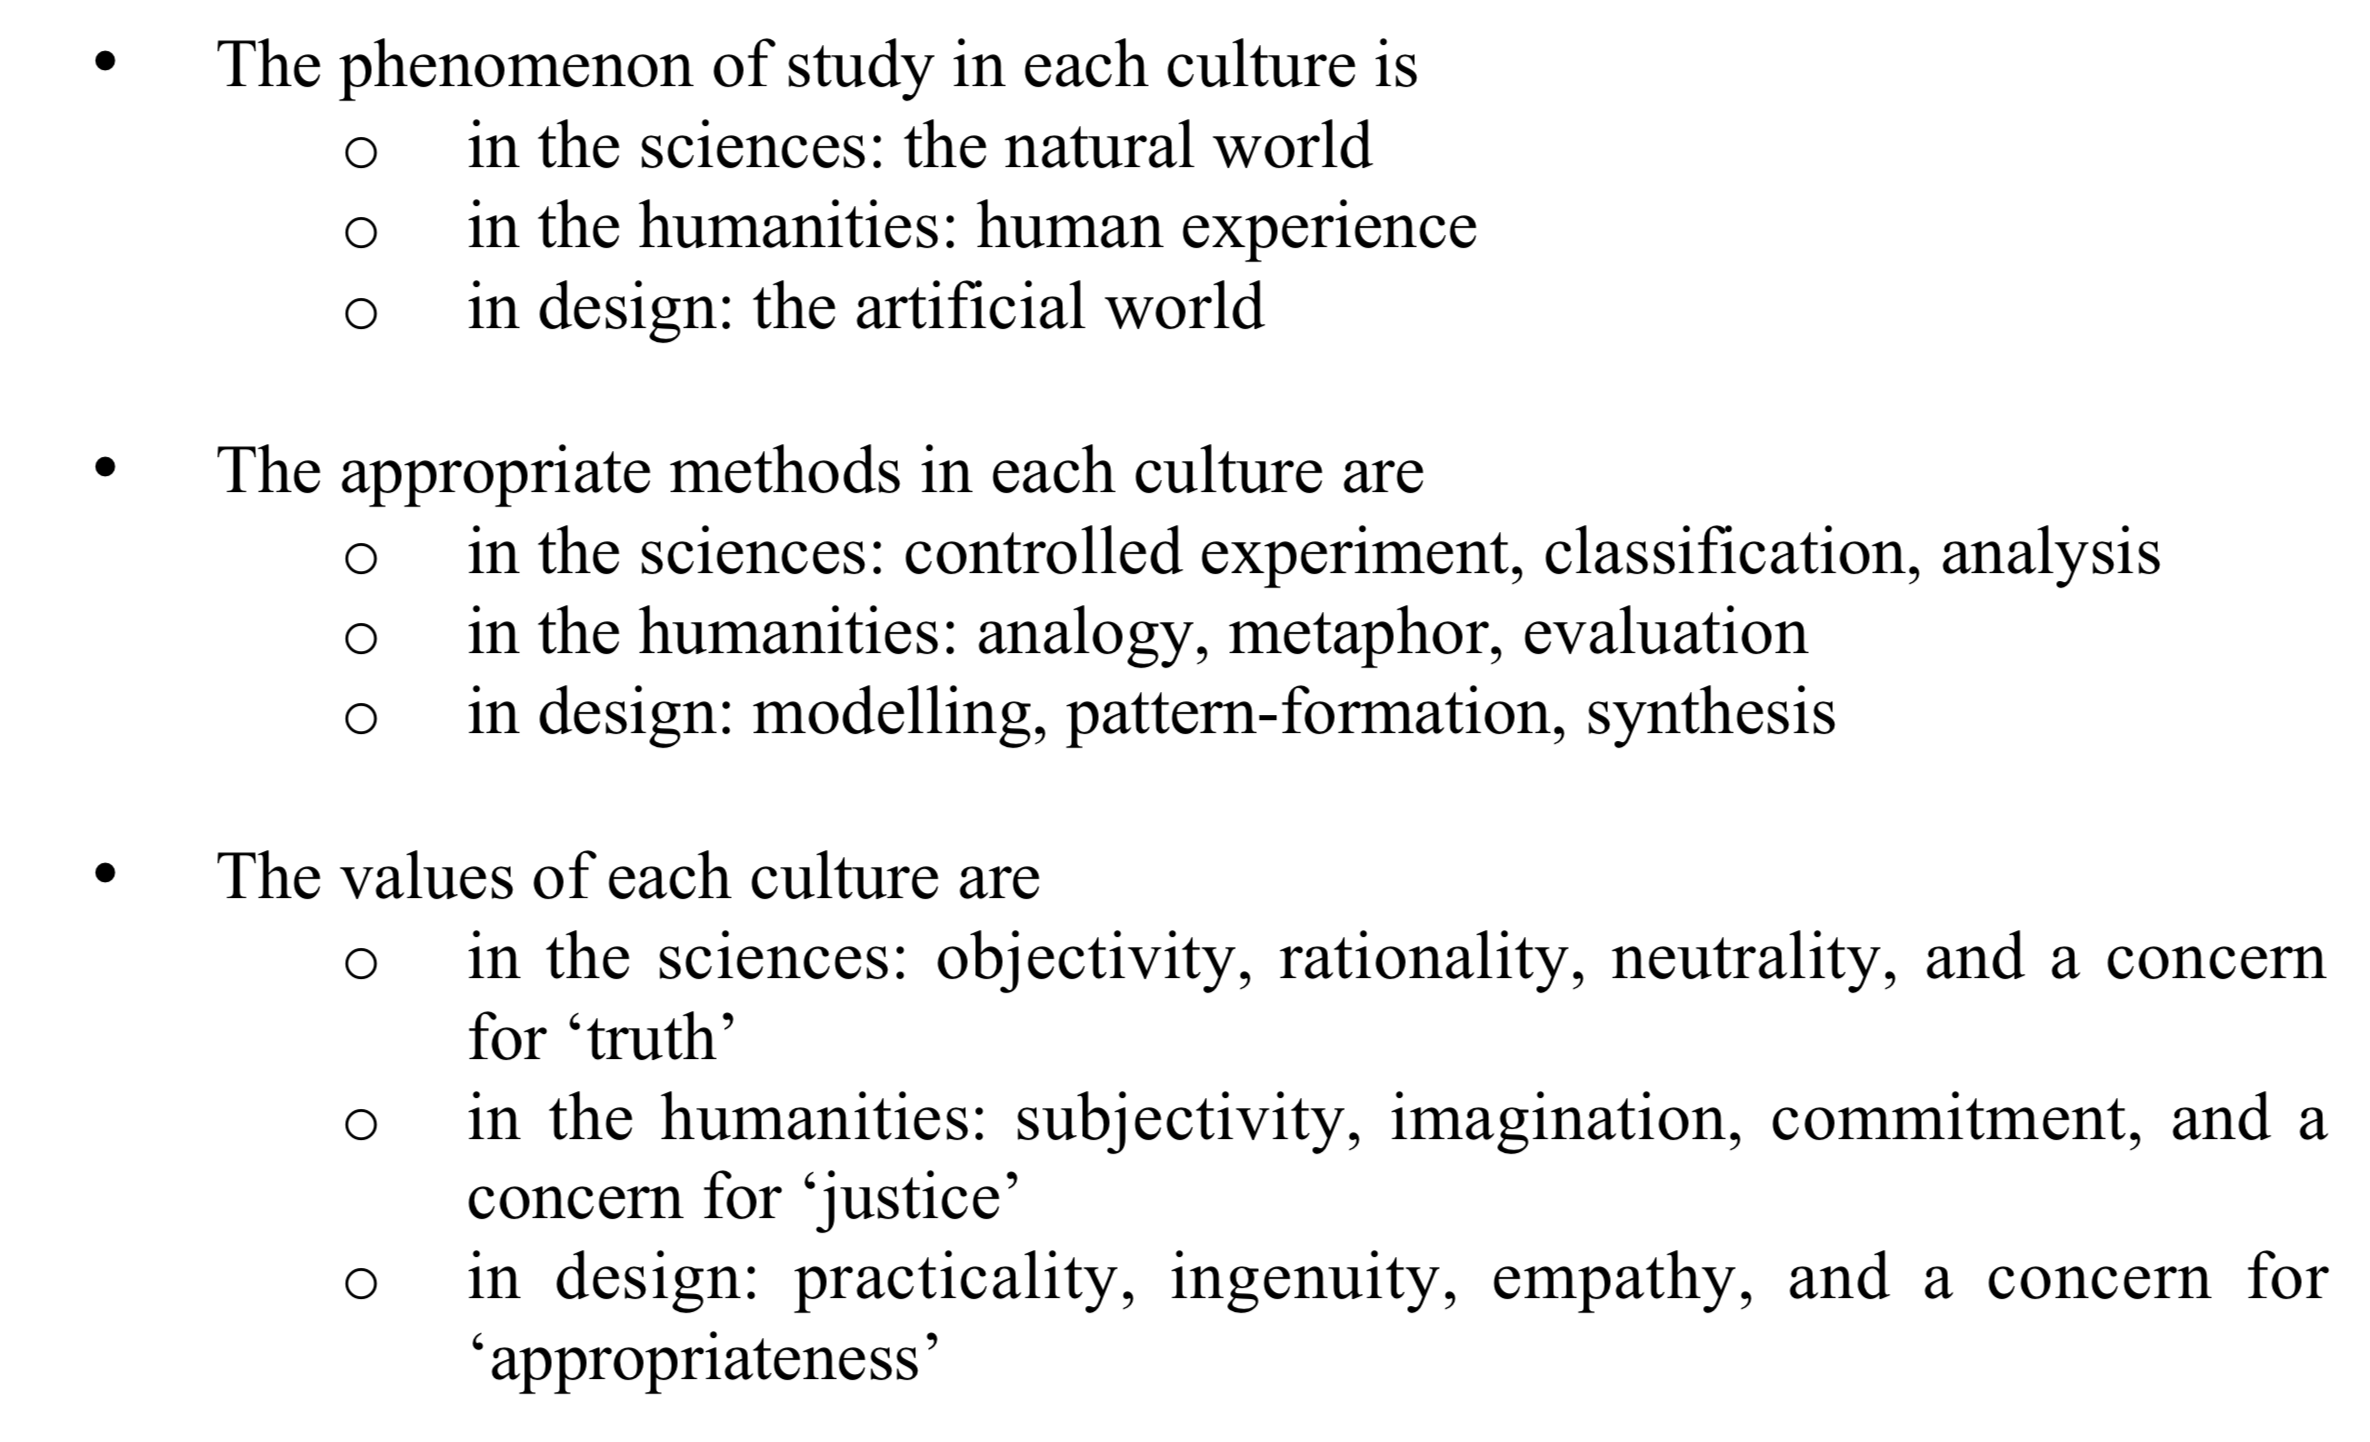 • The phenomenon of study in each culture is
o in the sciences: the natural world
o in the humanities: human experience
o in design: the artificial world
• The appropriate methods in each culture are
o in the sciences: controlled experiment, classification, analysis
o in the humanities: analogy, metaphor, evaluation
o in design: modelling, pattern-formation, synthesis
• The values of each culture are
o in the sciences: objectivity, rationality, neutrality, and a concern
for ‘truth’
o in the humanities: subjectivity, imagination, commitment, and a
concern for ‘justice’
o in design: practicality, ingenuity, empathy, and a concern for
‘appropriateness’